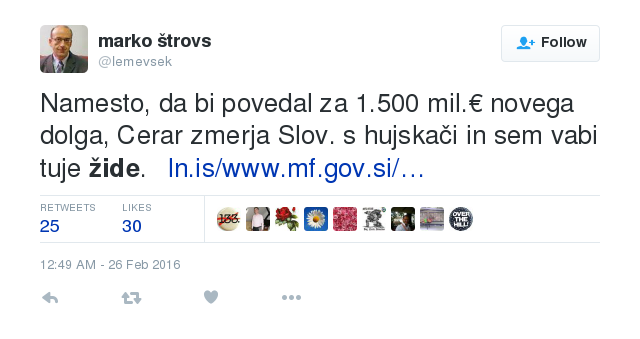 marko štrovs
@lemevsek
Follow
Namesto, da bi povedal za 1.500 mil.€ novega
dolga, Cerar zmerja Slov. s hujskači in sem vabi
tuje žide. ln.is/www.mf.gov.si/…
RETWEETS LIKES
25 30
OVER THE HILL!
12:49 AM - 26 Feb 2016